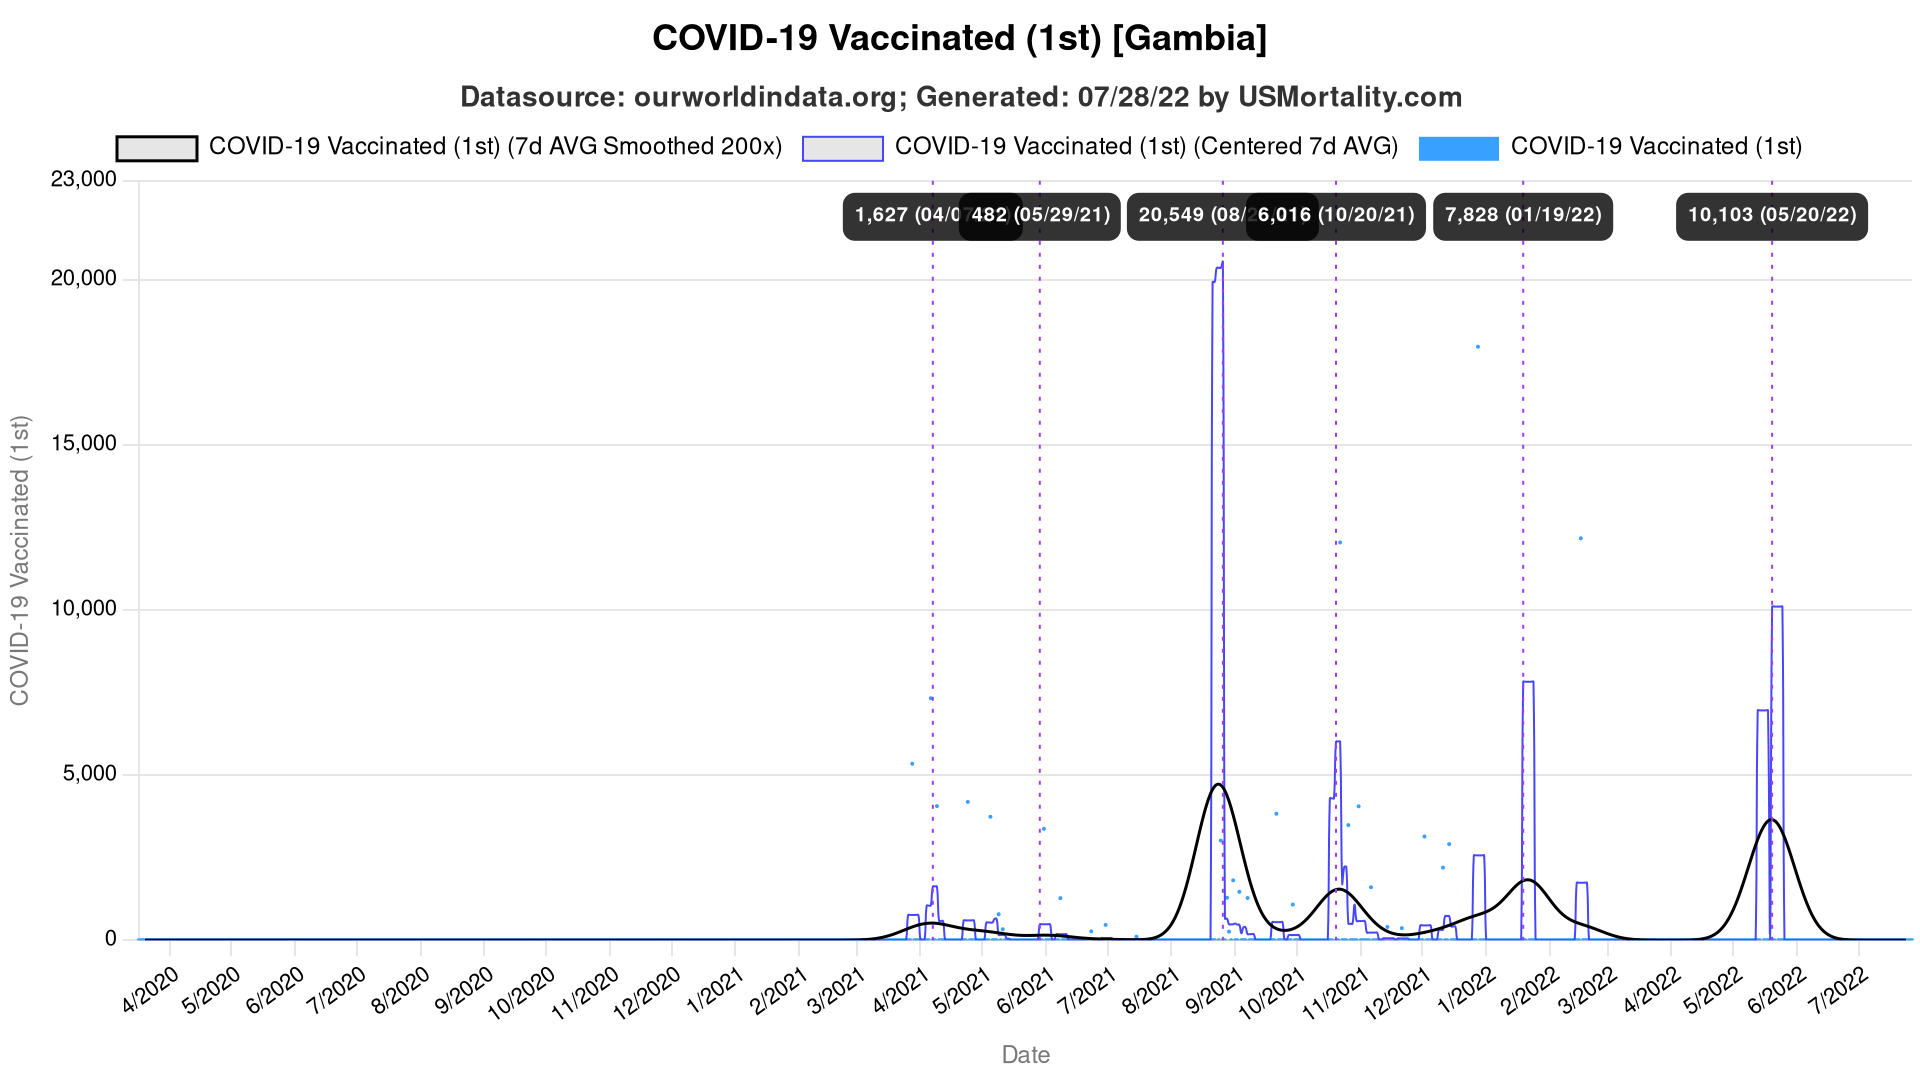 COVID-19 Vaccinated (1st) [Gambia]
Datasource: ourworldindata.org; Generated: 07/28/22 by USMortality.com
COVID-19 Vaccinated (1st) (7d AVG Smoothed 200x) COVID-19 Vaccinated (1st) (Centered 7d AVG) COVID-19 Vaccinated (1st)
1,627 482 (05/29/21) 20,549 6,016 (10/20/21) 7,828 (01/19/22) 10,103 (05/20/22)
23,000
20,000
15,000
10,000
5,000
0
COVID-19 Vaccinated (1st)
4/2020 5/2020 6/2020 7/2020 8/2020 9/2020 10/2020 11/2020 12/2020 1/2021 2/2021 3/2021 4/2021 5/2021 6/2021 7/2021 8/2021 9/2021 10/2021 11/2021 12/2021 1/2022 2/2022 3/2022 4/2022 5/2022 6/2022 7/2022
Date